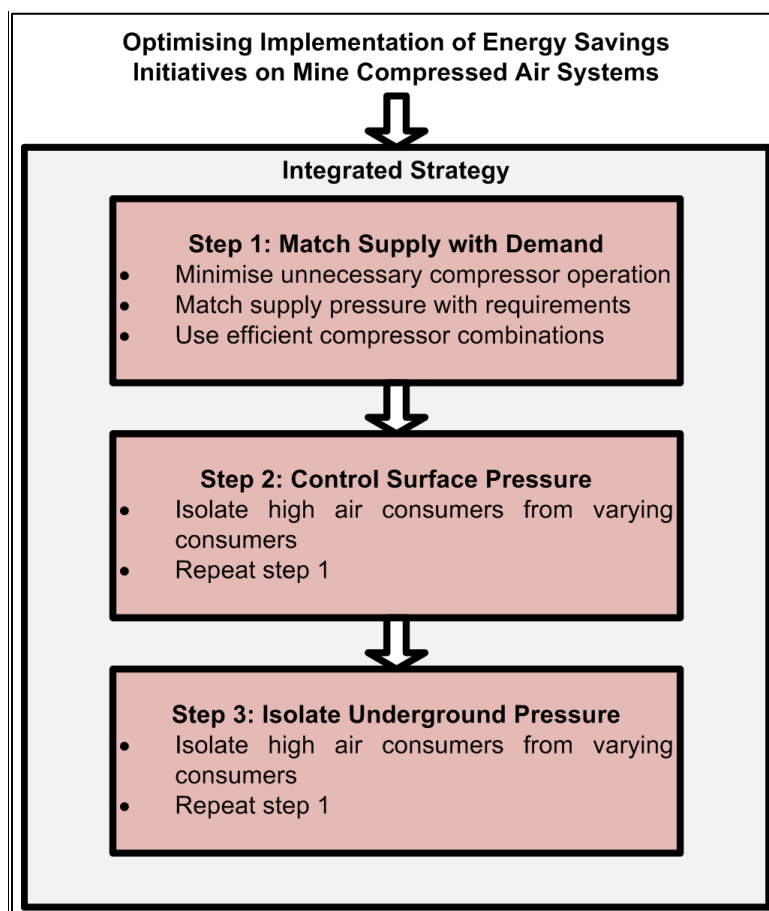 Optimising Implementation of Energy Savings
Initiatives on Mine Compressed Air Systems
Integrated Strategy
Step 1: Match Supply with Demand
• Minimise unnecessary compressor operation
• Match supply pressure with requirements
• Use efficient compressor combinations
Step 2: Control Surface Pressure
• Isolate high air consumers from varying
consumers
• Repeat step 1
Step 3: Isolate Underground Pressure
• Isolate high air consumers from varying
consumers
• Repeat step 1